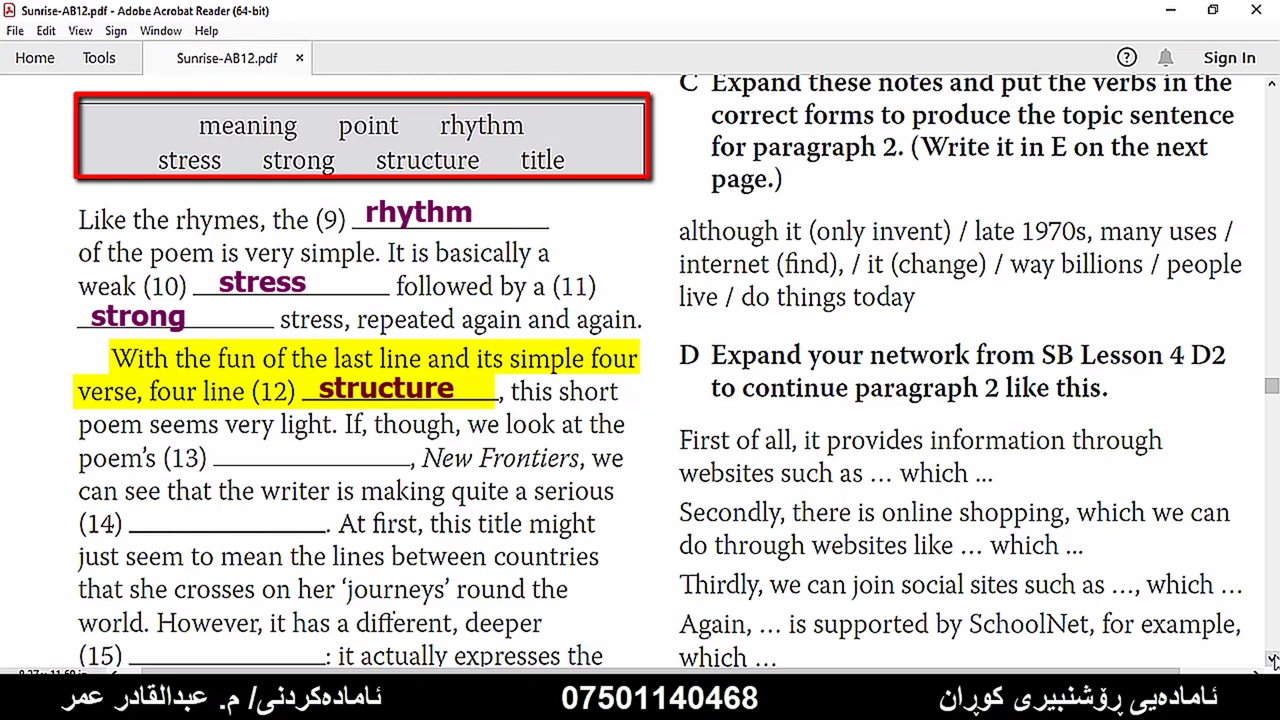 Sunrise-AB12.pdf - Adobe Acrobat Reader (64-bit)
File Edit View Sign Window Help
Home Tools Sunrise-AB12.pdf × Sign In
meaning point rhythm
stress strong structure title
Like the rhymes, the (9) rhythm
of the poem is very simple. It is basically a
weak (10) stress followed by a (11)
strong stress, repeated again and again.
With the fun of the last line and its simple four
verse, four line (12) structure, this short
poem seems very light. If, though, we look at the
poem's (13) ____________, New Frontiers, we
can see that the writer is making quite a serious
(14) ____________. At first, this title might
just seem to mean the lines between countries
that she crosses on her ‘journeys’ round the
world. However, it has a different, deeper
(15) ____________: it actually expresses the
C Expand these notes and put the verbs in the
correct forms to produce the topic sentence
for paragraph 2. (Write it in E on the next
page.)
although it (only invent) / late 1970s, many uses /
internet (find), / it (change) / way billions / people
live / do things today
D Expand your network from SB Lesson 4 D2
to continue paragraph 2 like this.
First of all, it provides information through
websites such as … which ...
Secondly, there is online shopping, which we can
do through websites like … which ...
Thirdly, we can join social sites such as …, which …
Again, … is supported by SchoolNet, for example,
which …
ئامادەیی ڕۆشنبیری کوران 07501140468 ئامادەکردنی/ م. عبدالقادر عمر